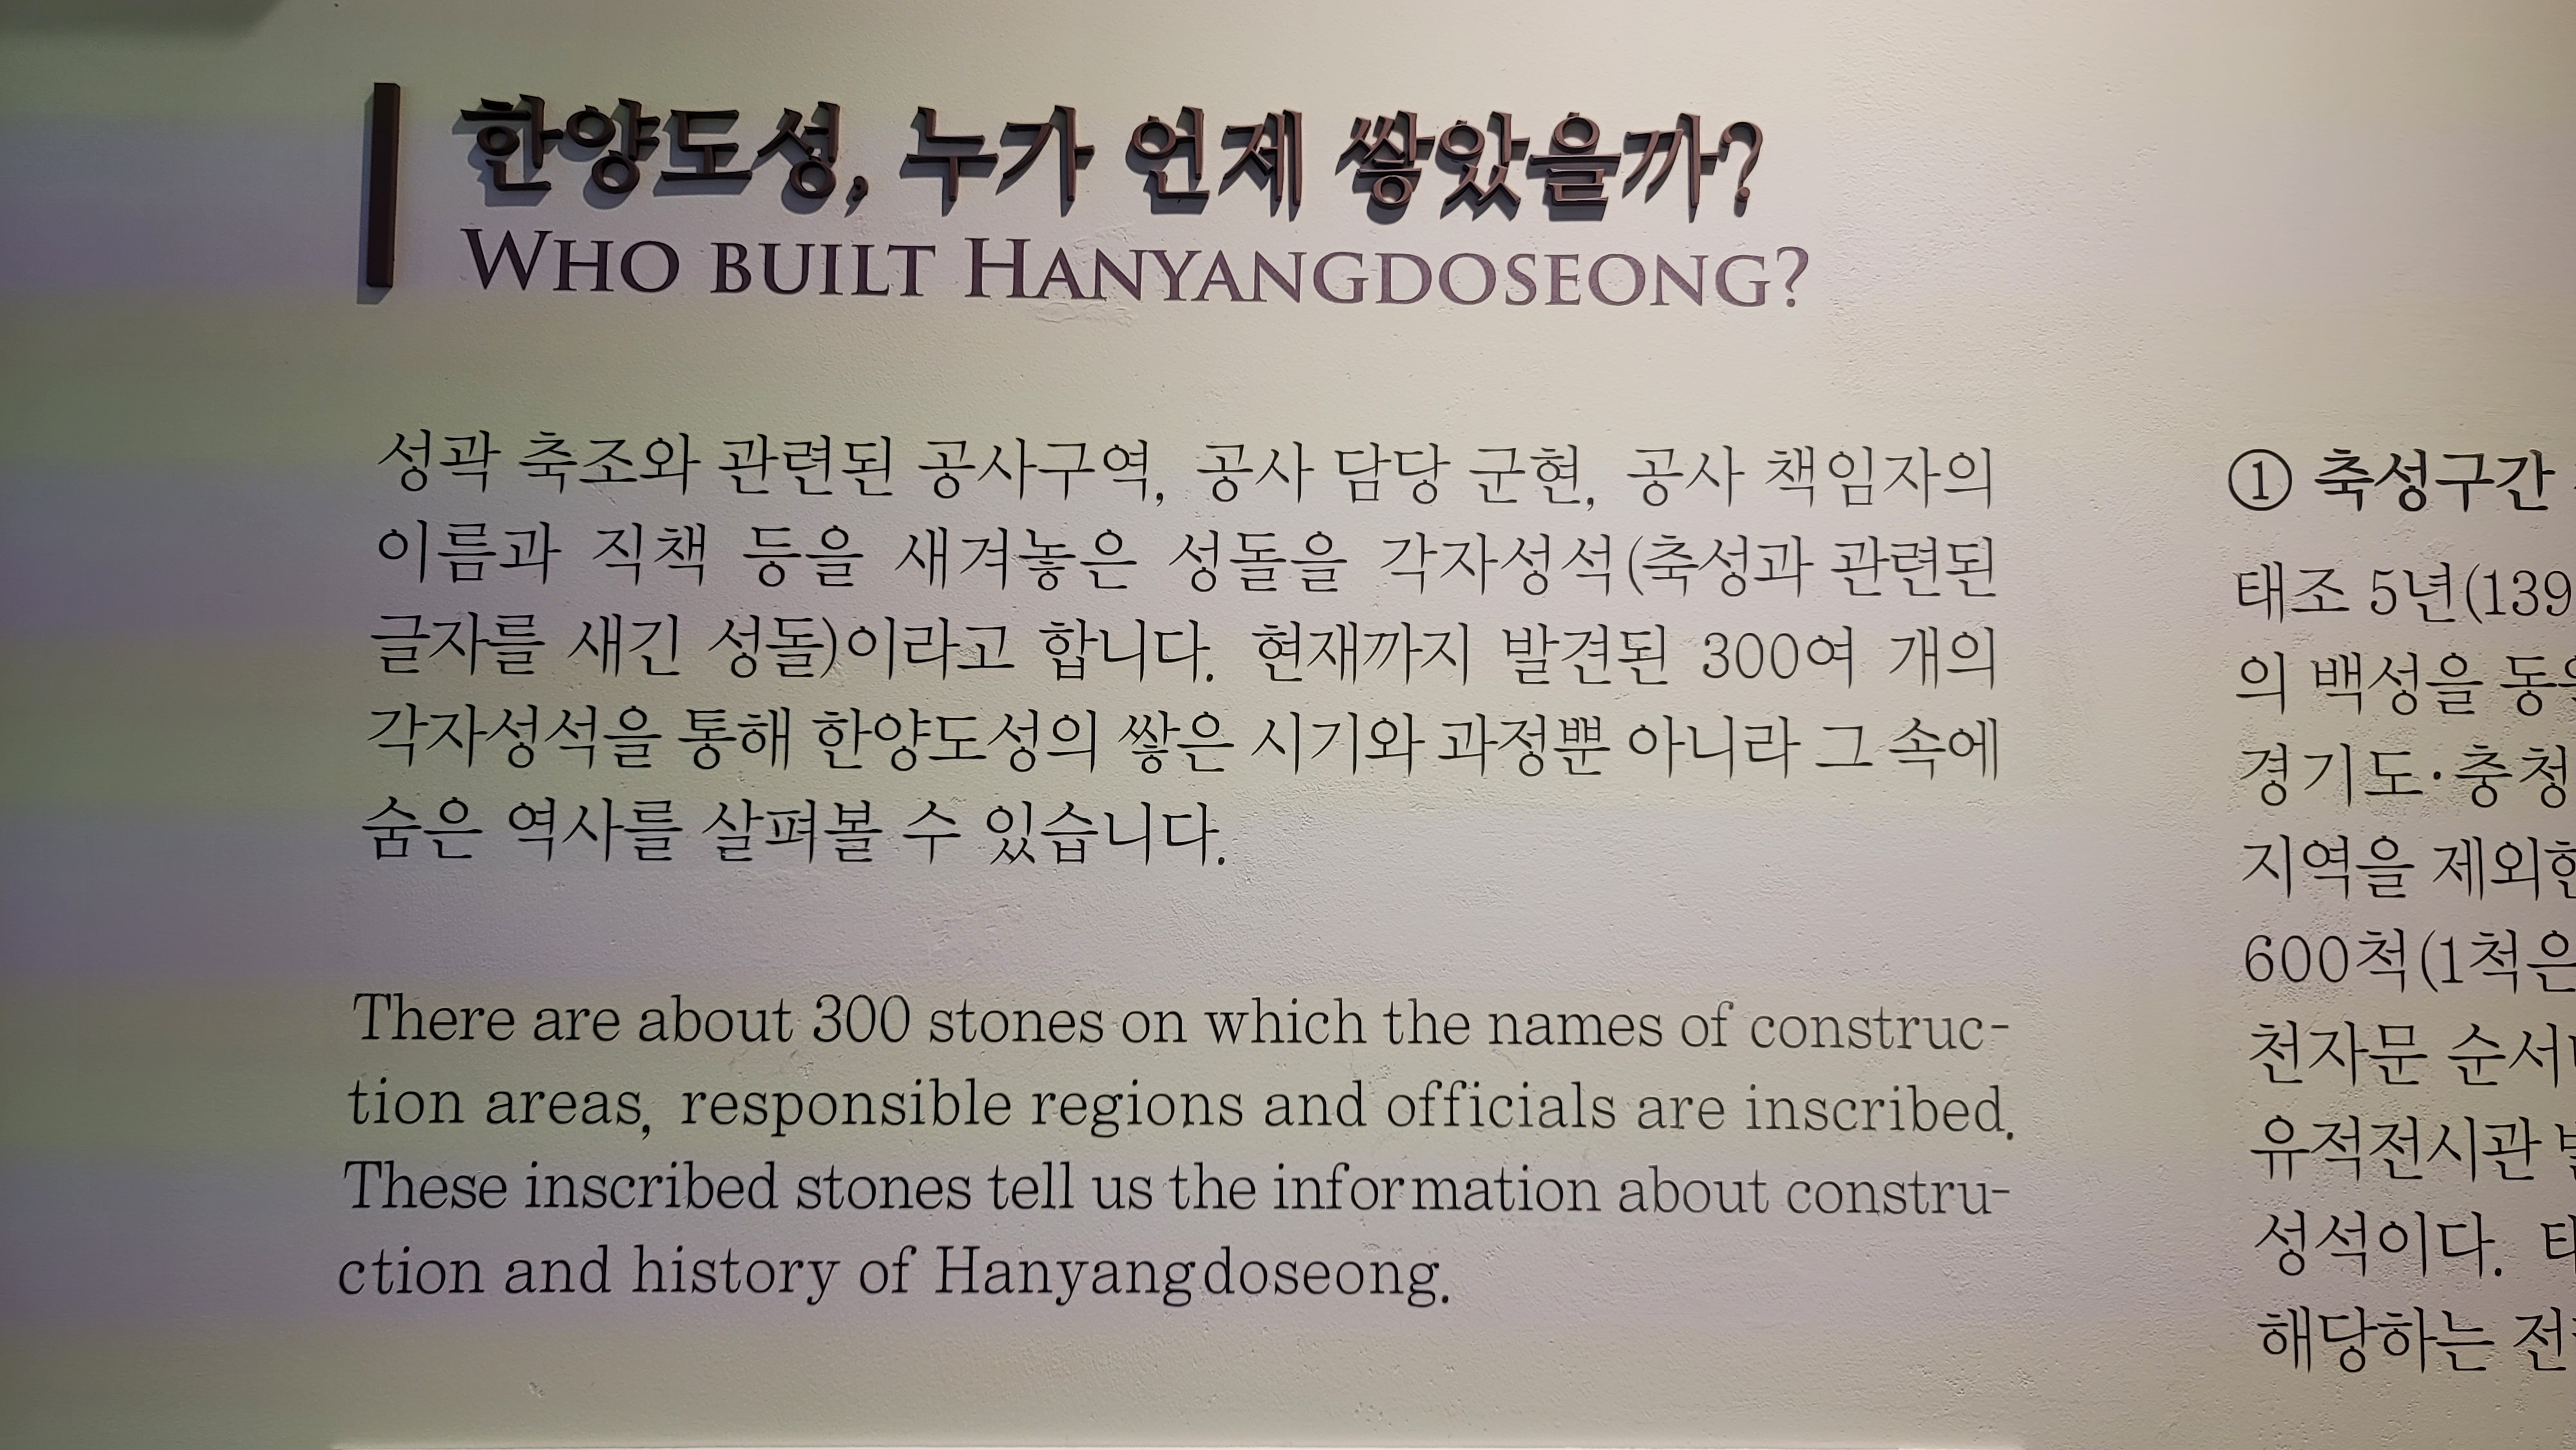 한양도성, 누가 언제 쌓았을까?
WHO BUILT HANYANGDOSEONG?
성곽 축조와 관련된 공사구역, 공사 담당 군현, 공사 책임자의
이름과 직책 등을 새겨놓은 성돌을 각자성석(축성과 관련된
글자를 새긴 성돌)이라고 합니다. 현재까지 발견된 300여 개의
각자성석을 통해 한양도성의 쌓은 시기와 과정뿐 아니라 그 속에
숨은 역사를 살펴볼 수 있습니다.
There are about 300 stones on which the names of construc-
tion areas, responsible regions and officials are inscribed.
These inscribed stones tell us the information about constru-
ction and history of Hanyangdoseong.
① 축성구간
태조 5년(139
의 백성을
경기도·충청
지역을
600척(1척은
천자문
유적전시관
성석이다.
해당하는